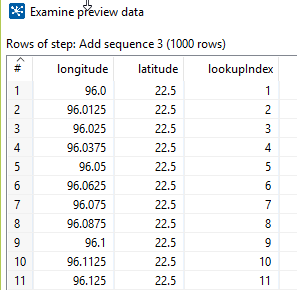 Examine preview data
Rows of step: Add sequence 3 (1000 rows)
# longitude latitude lookupIndex
1 96.0 22.5 1
2 96.0125 22.5 2
3 96.025 22.5 3
4 96.0375 22.5 4
5 96.05 22.5 5
6 96.0625 22.5 6
7 96.075 22.5 7
8 96.0875 22.5 8
9 96.1 22.5 9
10 96.1125 22.5 10
11 96.125 22.5 11